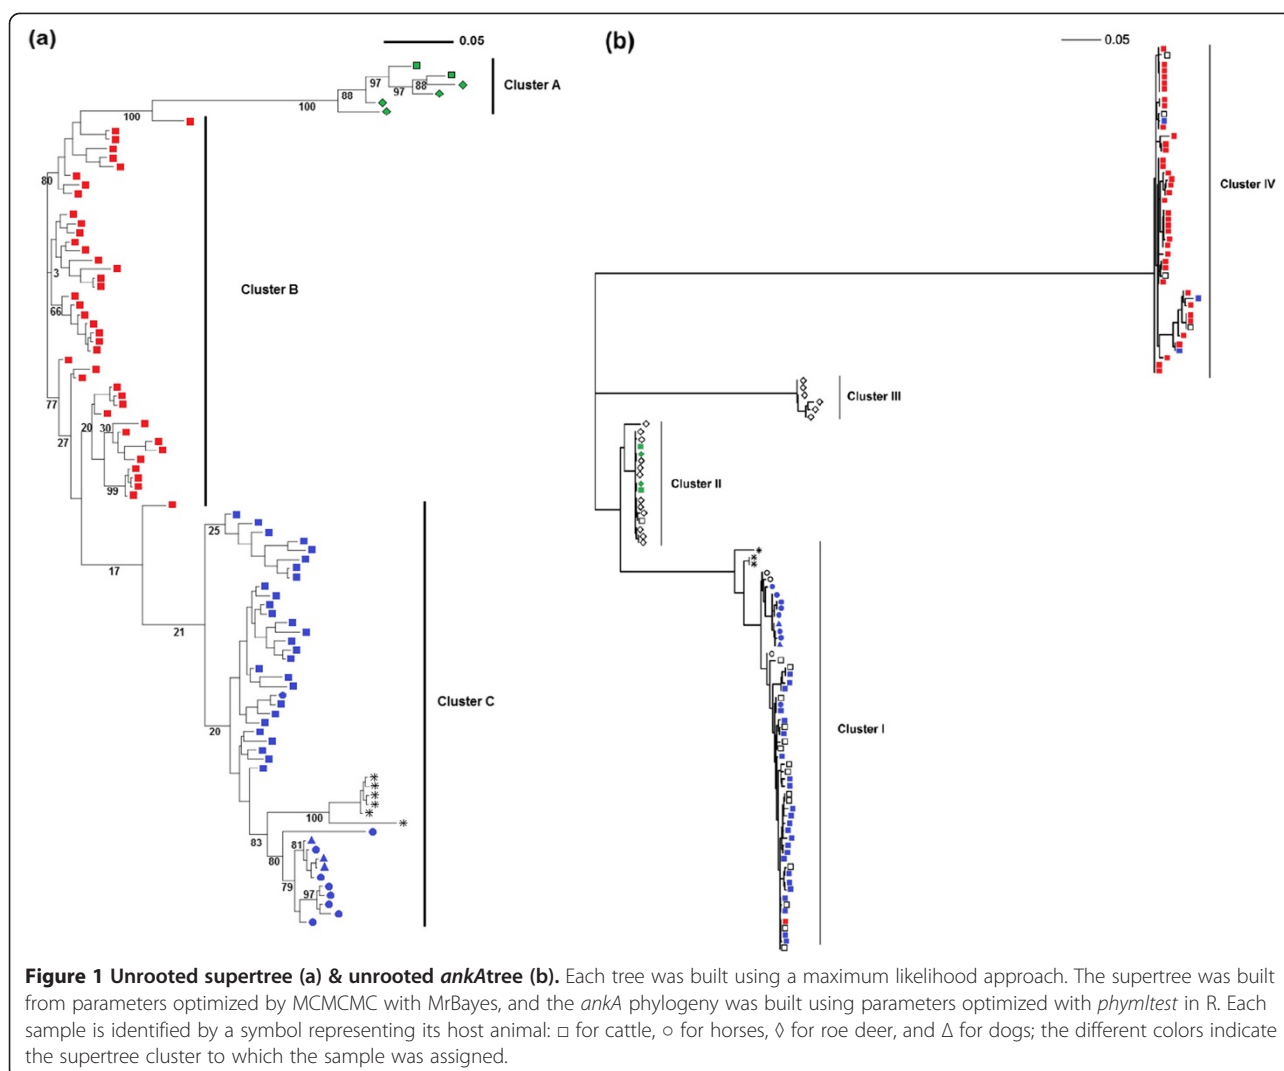 (a)
0.05
(b)
0.05
97
88
88
97
100
100
Cluster A
80
3
66
Cluster B
77
27
20
30
99
25
17
21
20
Cluster C
100
83
81
80
79
97
Cluster IV
Cluster III
Cluster II
Cluster I
Figure 1 Unrooted supertree (a) & unrooted ankAtree (b). Each tree was built using a maximum likelihood approach. The supertree was built
from parameters optimized by MCMCMC with MrBayes, and the ankA phylogeny was built using parameters optimized with phymltest in R. Each
sample is identified by a symbol representing its host animal: □ for cattle, ○ for horses, ◊ for roe deer, and Δ for dogs; the different colors indicate
the supertree cluster to which the sample was assigned.